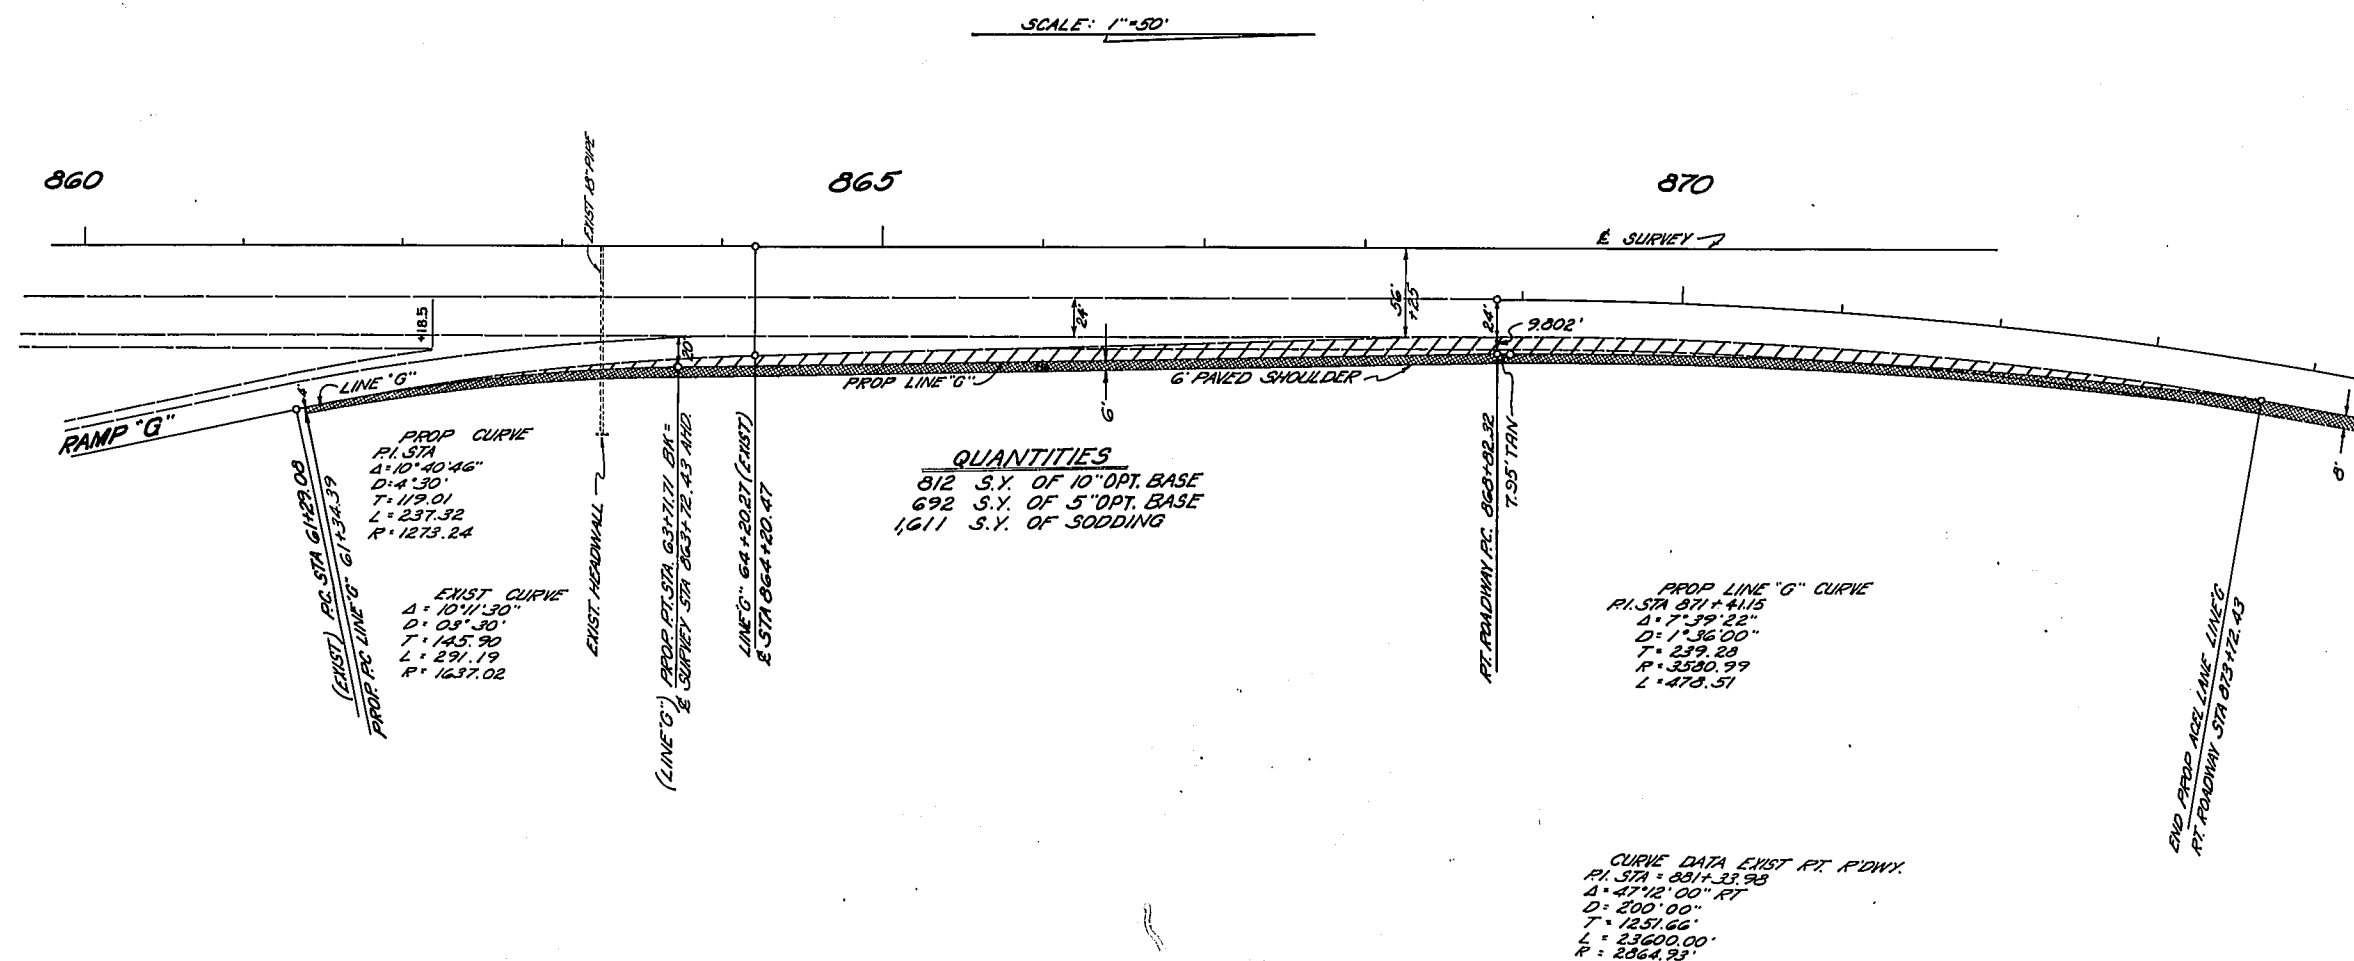 SCALE: 1"=50'
860
865
870
EXIST 18" PIPE
℄ SURVEY
+18.5
20'
24'
56'
+25
24'
9.802'
4'
LINE "G"
PROP LINE "G"
6' PAVED SHOULDER
6'
8'
RAMP "G"
PROP CURVE
P.I. STA
Δ=10°40'46"
D=4°30'
T=119.01
L=237.32
R=1273.24
EXIST CURVE
Δ = 10°11'30"
D = 03°30'
T = 145.90
L = 291.19
R = 1637.02
(EXIST) P.C. STA 61+29.08
PROP. P.C LINE "G" 61+34.39
EXIST. HEADWALL
(LINE "G") PROP. P.T. STA. 63+71.71 BK =
℄ SURVEY STA 863+72.43 AHD.
LINE "G" 64+20.27 (EXIST)
℄ STA 864+20.47
QUANTITIES
812 S.Y. OF 10" OPT. BASE
692 S.Y. OF 5" OPT. BASE
1,611 S.Y. OF SODDING
RT. ROADWAY P.C. 868+82.32
7.95' TAN
PROP LINE "G" CURVE
P.I. STA 871+41.15
Δ=7°39'22"
D=1°36'00"
T=239.28
R=3580.99
L=478.51
END PROP ACEL LANE LINE 'G
RT. ROADWAY STA 873+72.43
CURVE DATA EXIST RT. R'DWY.
P.I. STA = 881+33.98
Δ=47°12'00" RT
D= 2°00'00"
T = 1251.66'
L = 23600.00'
R = 2864.93'